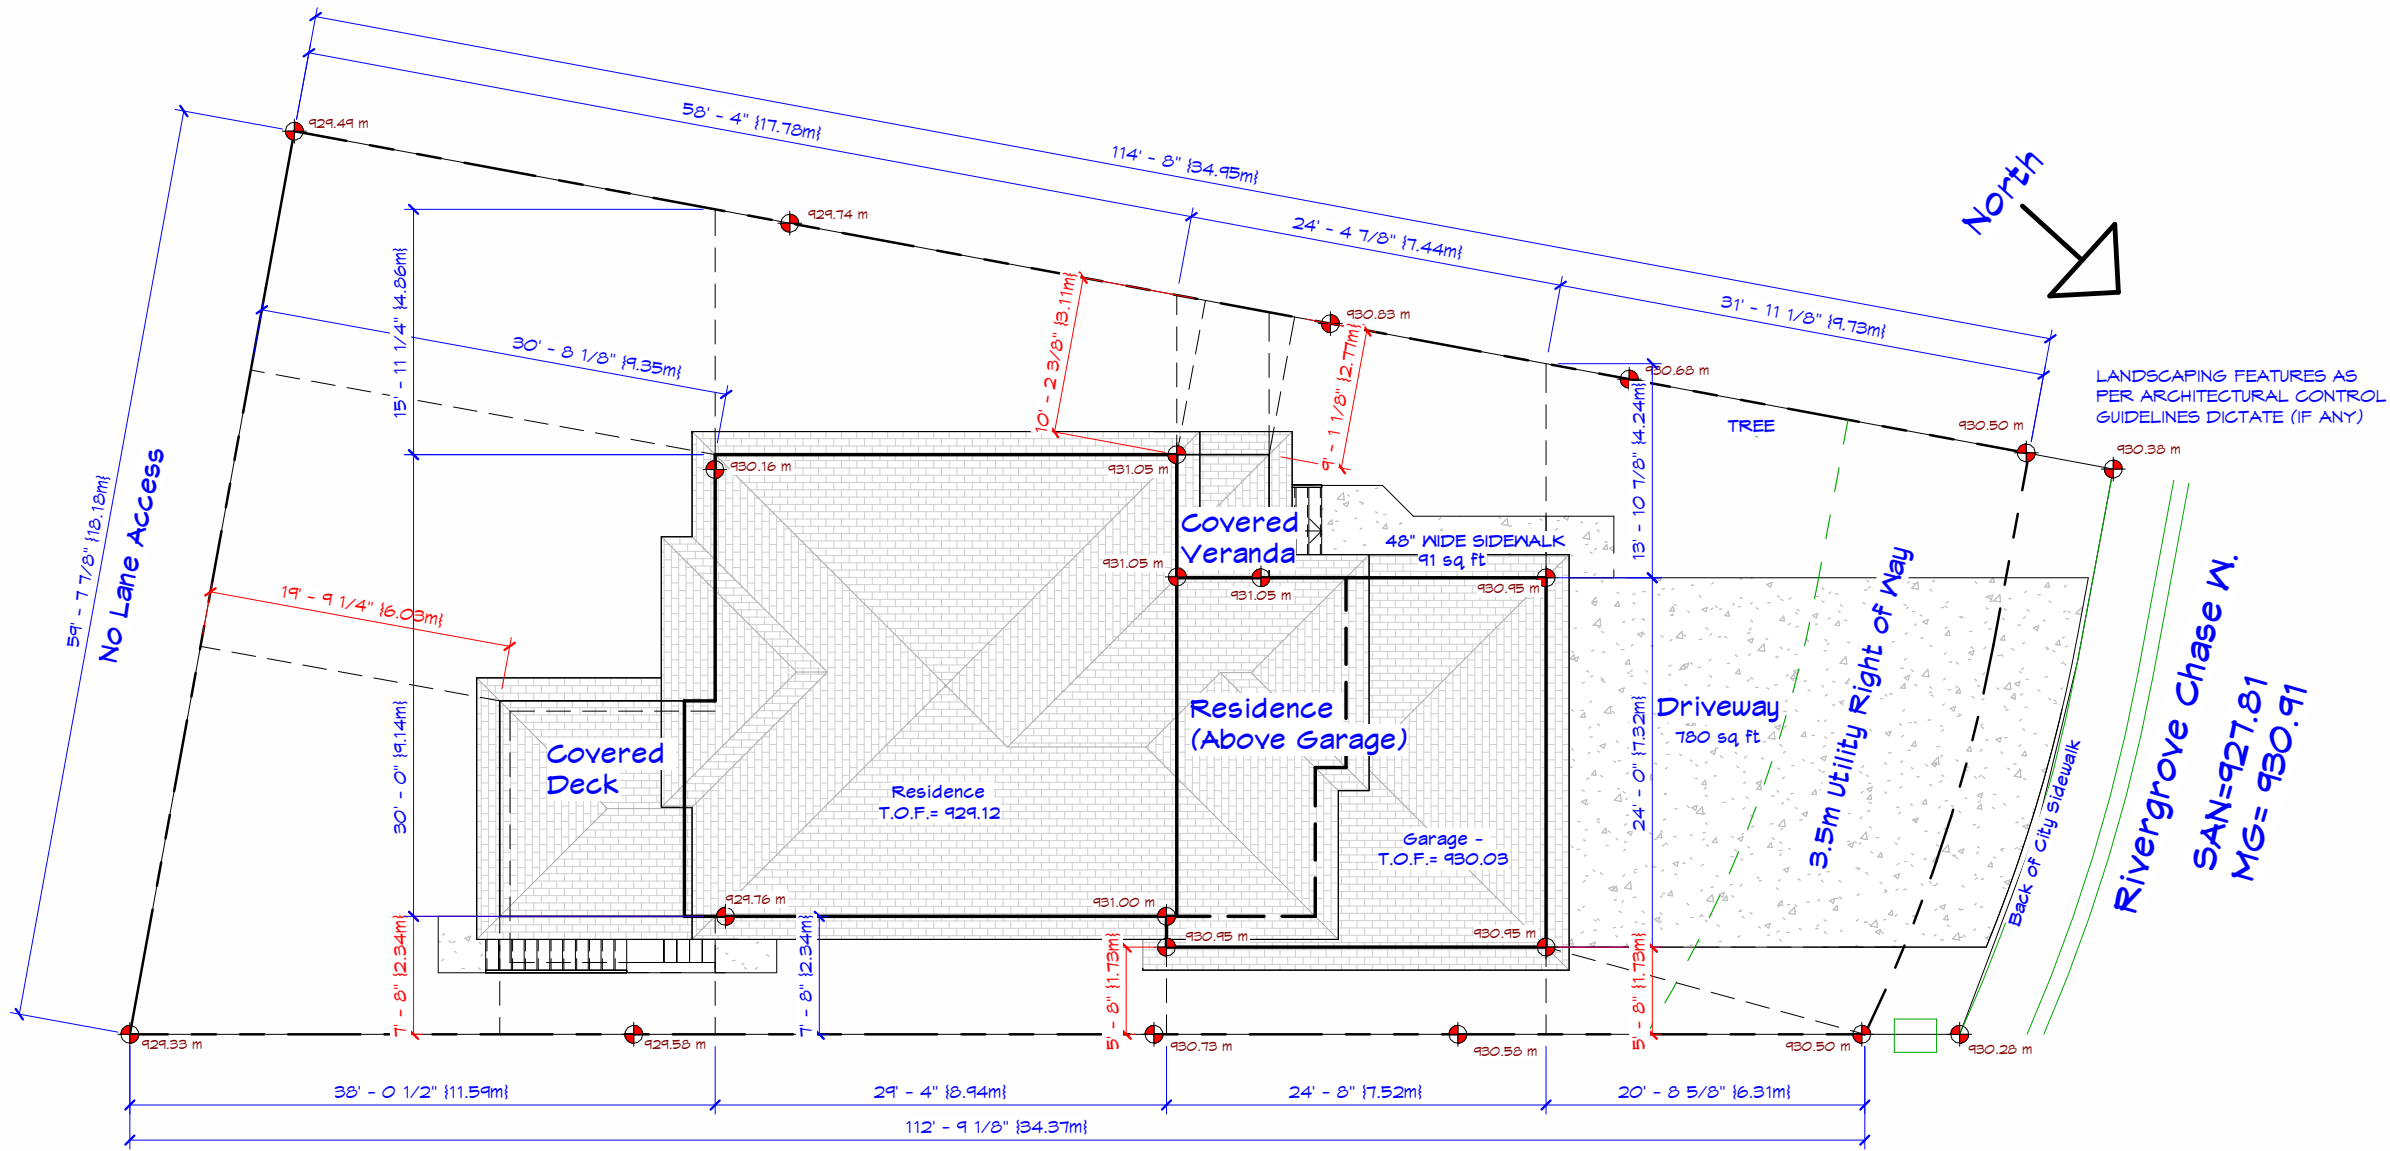 929.49 m
58' - 4" {17.78m}
114' - 8" {34.95m}
North
929.74 m
24' - 4 7/8" {7.44m}
31' - 11 1/8" {9.73m}
15' - 11 1/4" {4.86m}
30' - 8 1/8" {9.35m}
10' - 2 3/8" {3.11m}
930.83 m
9' - 1 1/8" {2.77m}
930.68 m
LANDSCAPING FEATURES AS
PER ARCHITECTURAL CONTROL
GUIDELINES DICTATE (IF ANY)
TREE
930.50 m
930.38 m
13' - 10 7/8" {4.24m}
930.16 m
931.05 m
59' - 7 7/8" {18.18m}
No Lane Access
Covered
Veranda
48" WIDE SIDEWALK
91 sq ft
931.05 m
931.05 m
930.95 m
19' - 9 1/4" {6.03m}
Residence
(Above Garage)
Driveway
780 sq ft
3.5m Utility Right of Way
Rivergrove Chase W.
SAN=927.81
MG= 930.91
Back of City Sidewalk
Covered
Deck
30' - 0" {9.14m}
24' - 0" {7.32m}
Residence
T.O.F.= 929.12
Garage -
T.O.F.= 930.03
929.76 m
931.00 m
930.95 m
930.95 m
7' - 8" {2.34m}
7' - 8" {2.34m}
5' - 8" {1.73m}
5' - 8" {1.73m}
929.33 m
929.58 m
930.73 m
930.58 m
930.50 m
930.28 m
38' - 0 1/2" {11.59m}
29' - 4" {8.94m}
24' - 8" {7.52m}
20' - 8 5/8" {6.31m}
112' - 9 1/8" {34.37m}